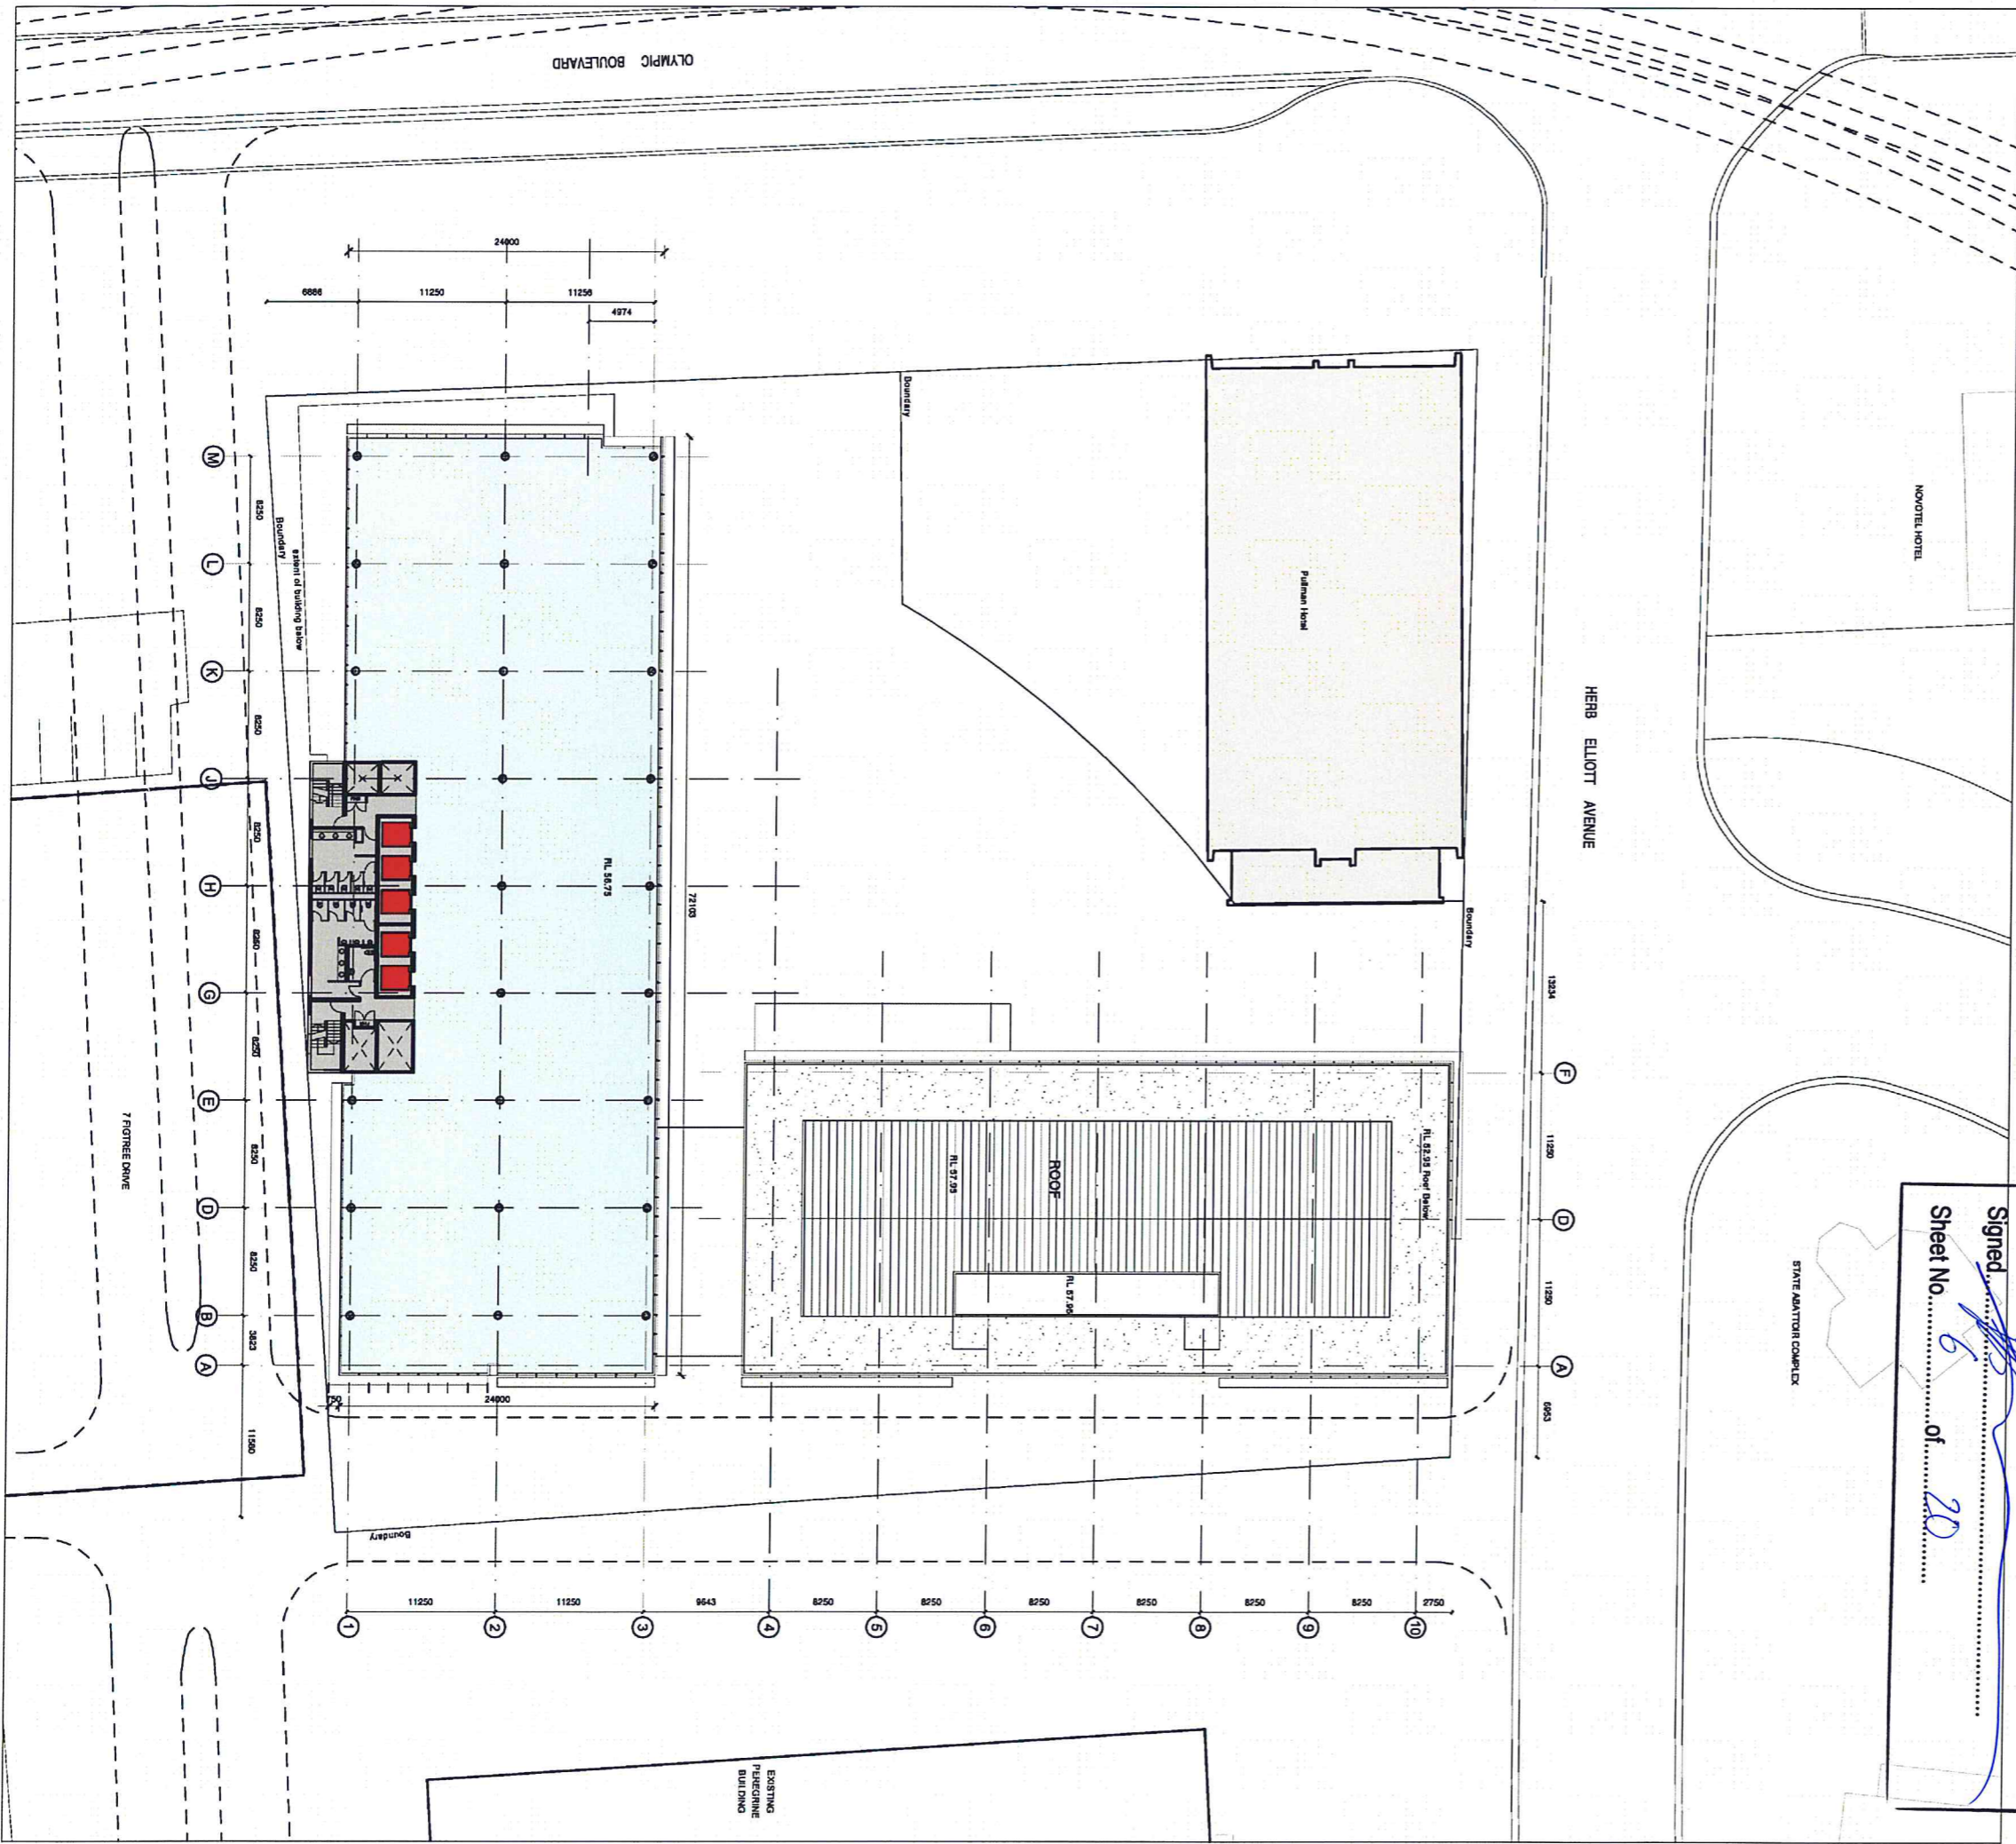 OLYMPIC BOULEVARD
24000
6686
11250
11256
4974
Boundary
Pullman Hotel
NOVOTEL HOTEL
HERB ELLIOTT AVENUE
M
L
K
J
H
G
E
D
B
A
8250
8250
8250
8250
8250
8250
8250
8250
3823
11580
Boundary
extent of building below
RL 56.75
72103
Boundary
13234
11250
11250
6953
F
D
A
RL 52.95 Roof Below
ROOF
RL 57.95
RL 57.95
7 FIGTREE DRIVE
STATE ABATTOIR COMPLEX
Signed
Sheet No. 6 of 20
750
24000
Boundary
11250
11250
9643
8250
8250
8250
8250
8250
8250
2750
1
2
3
4
5
6
7
8
9
10
EXISTING
PEREGRINE
BUILDING